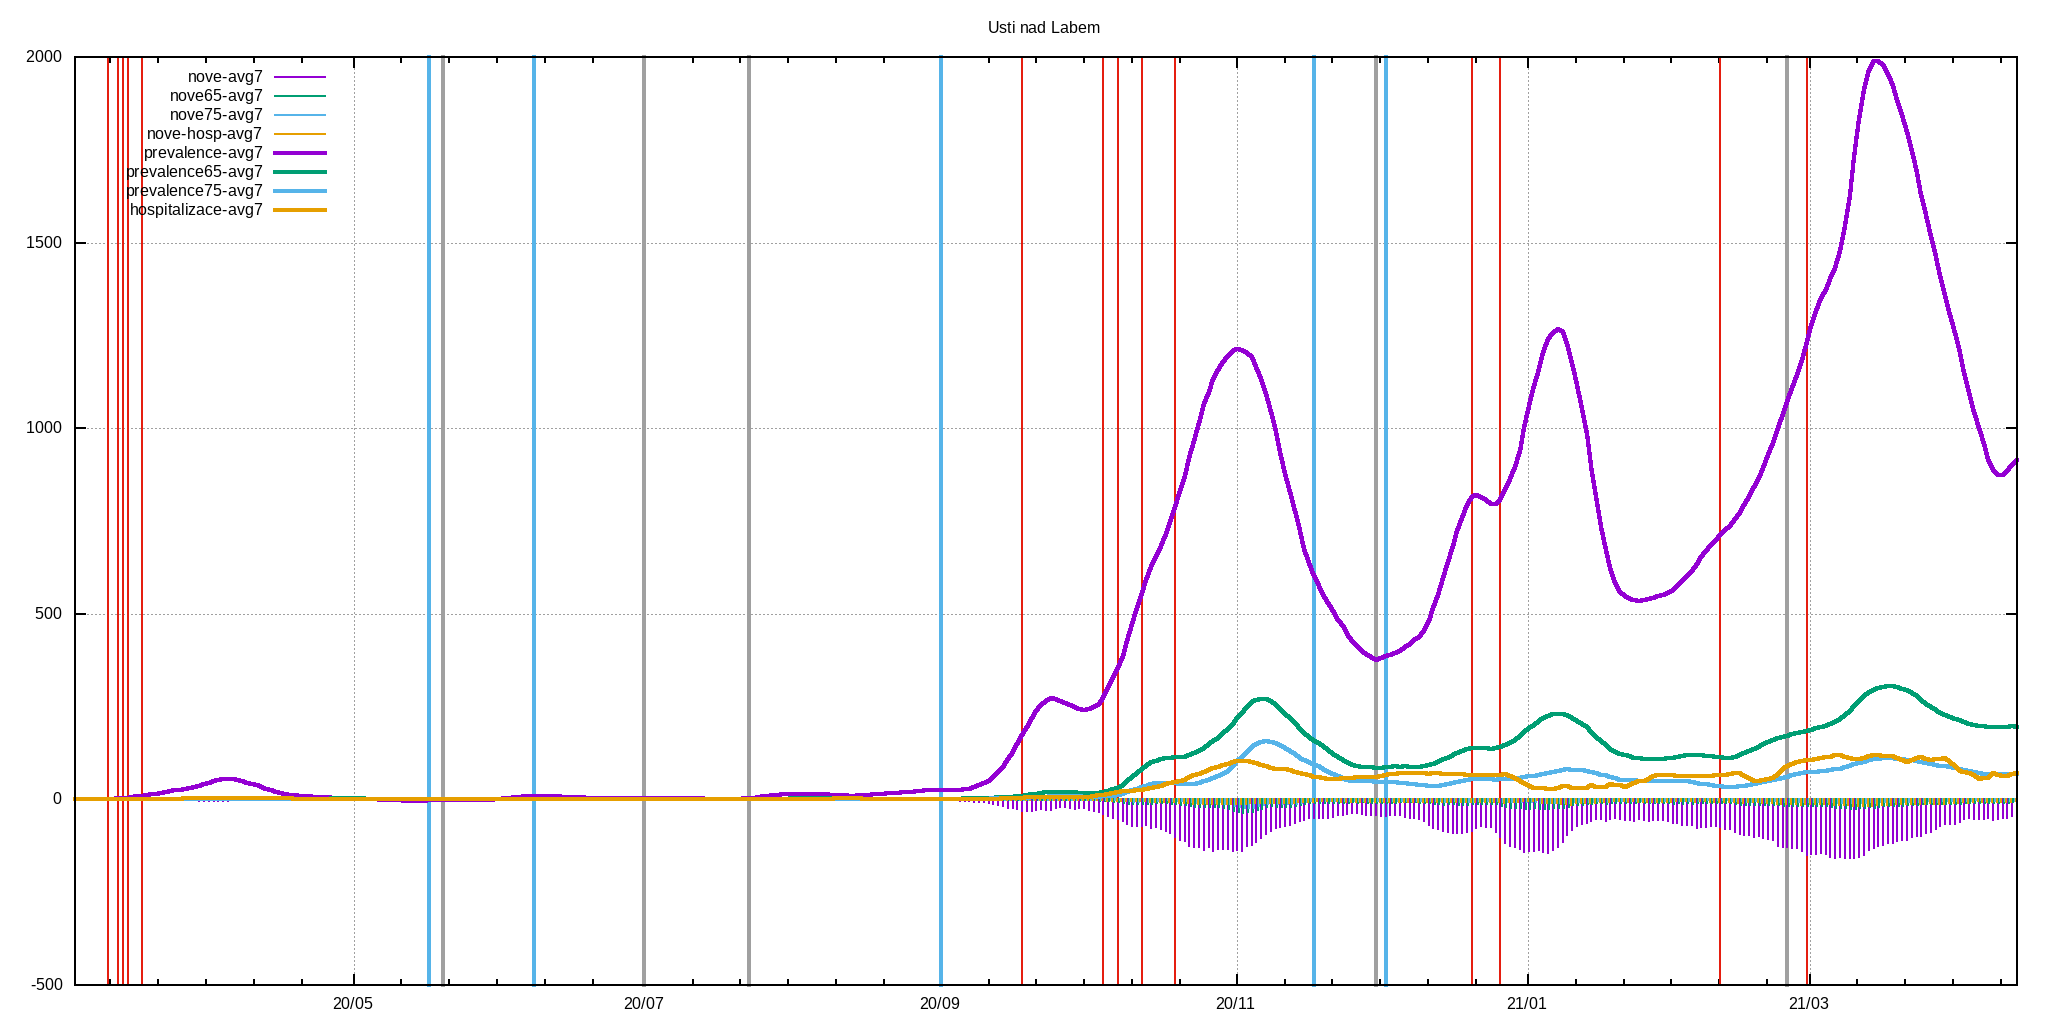 Usti nad Labem
2000
1500
1000
500
0
-500
nove-avg7
nove65-avg7
nove75-avg7
nove-hosp-avg7
prevalence-avg7
prevalence65-avg7
prevalence75-avg7
hospitalizace-avg7
20/05 20/07 20/09 20/11 21/01 21/03